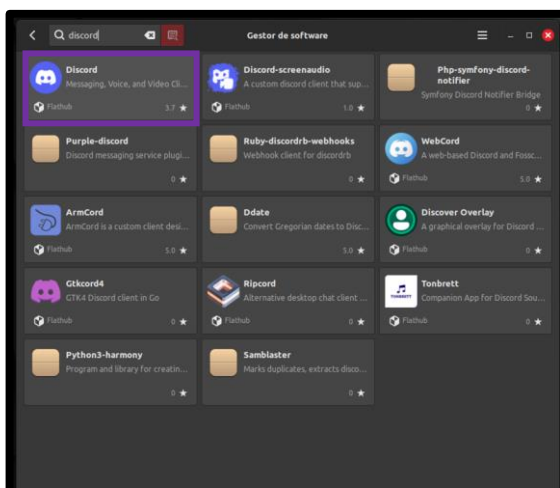 discord
Gestor de software
Discord
Messaging, Voice, and Video Cli...
Flathub
3.7 ★
Discord-screenaudio
A custom discord client that sup...
Flathub
1.0 ★
Php-symfony-discord-
notifier
Symfony Discord Notifier Bridge
0 ★
Purple-discord
Discord messaging service plugi...
0 ★
Ruby-discordrb-webhooks
Webhook client for discordrb
0 ★
WebCord
A web-based Discord and Fossc...
Flathub
5.0 ★
ArmCord
ArmCord is a custom client desi...
Flathub
5.0 ★
Ddate
Convert Gregorian dates to Disc...
5.0 ★
Discover Overlay
A graphical overlay for Discord ...
Flathub
0 ★
Gtkcord4
GTK4 Discord client in Go
Flathub
0 ★
Ripcord
Alternative desktop chat client ...
Flathub
0 ★
TONBRETT
Tonbrett
Companion App for Discord Sou...
Flathub
0 ★
Python3-harmony
Program and library for creatin...
0 ★
Samblaster
Marks duplicates, extracts disco...
0 ★